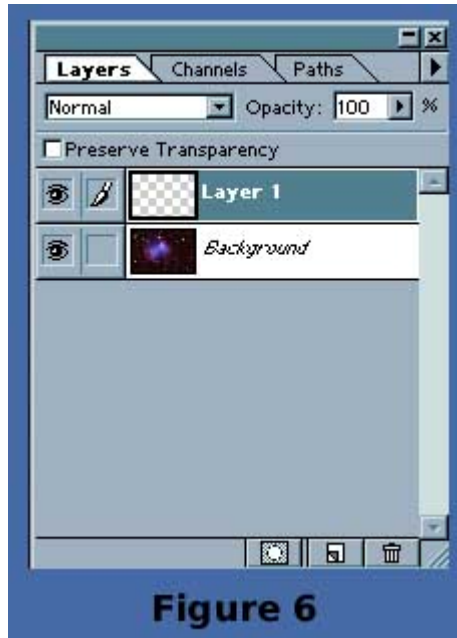 Layers Channels Paths
Normal Opacity: 100 %
Preserve Transparency
Layer 1
Background
Figure 6